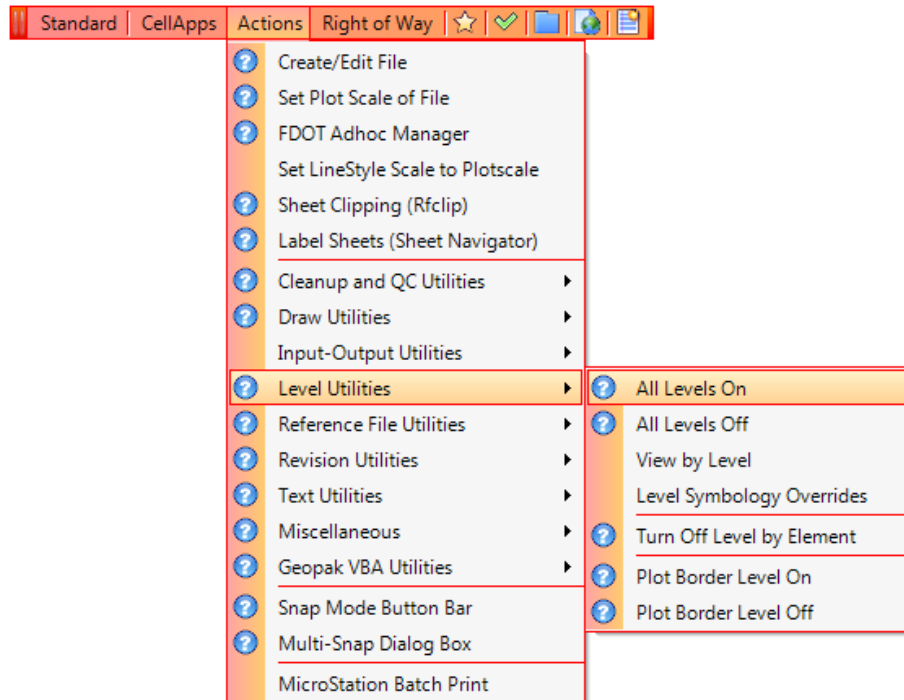 Standard CellApps Actions Right of Way
Create/Edit File
Set Plot Scale of File
FDOT Adhoc Manager
Set LineStyle Scale to Plotscale
Sheet Clipping (Rfclip)
Label Sheets (Sheet Navigator)
Cleanup and QC Utilities
Draw Utilities
Input-Output Utilities
Level Utilities
Reference File Utilities
Revision Utilities
Text Utilities
Miscellaneous
Geopak VBA Utilities
Snap Mode Button Bar
Multi-Snap Dialog Box
MicroStation Batch Print
All Levels On
All Levels Off
View by Level
Level Symbology Overrides
Turn Off Level by Element
Plot Border Level On
Plot Border Level Off